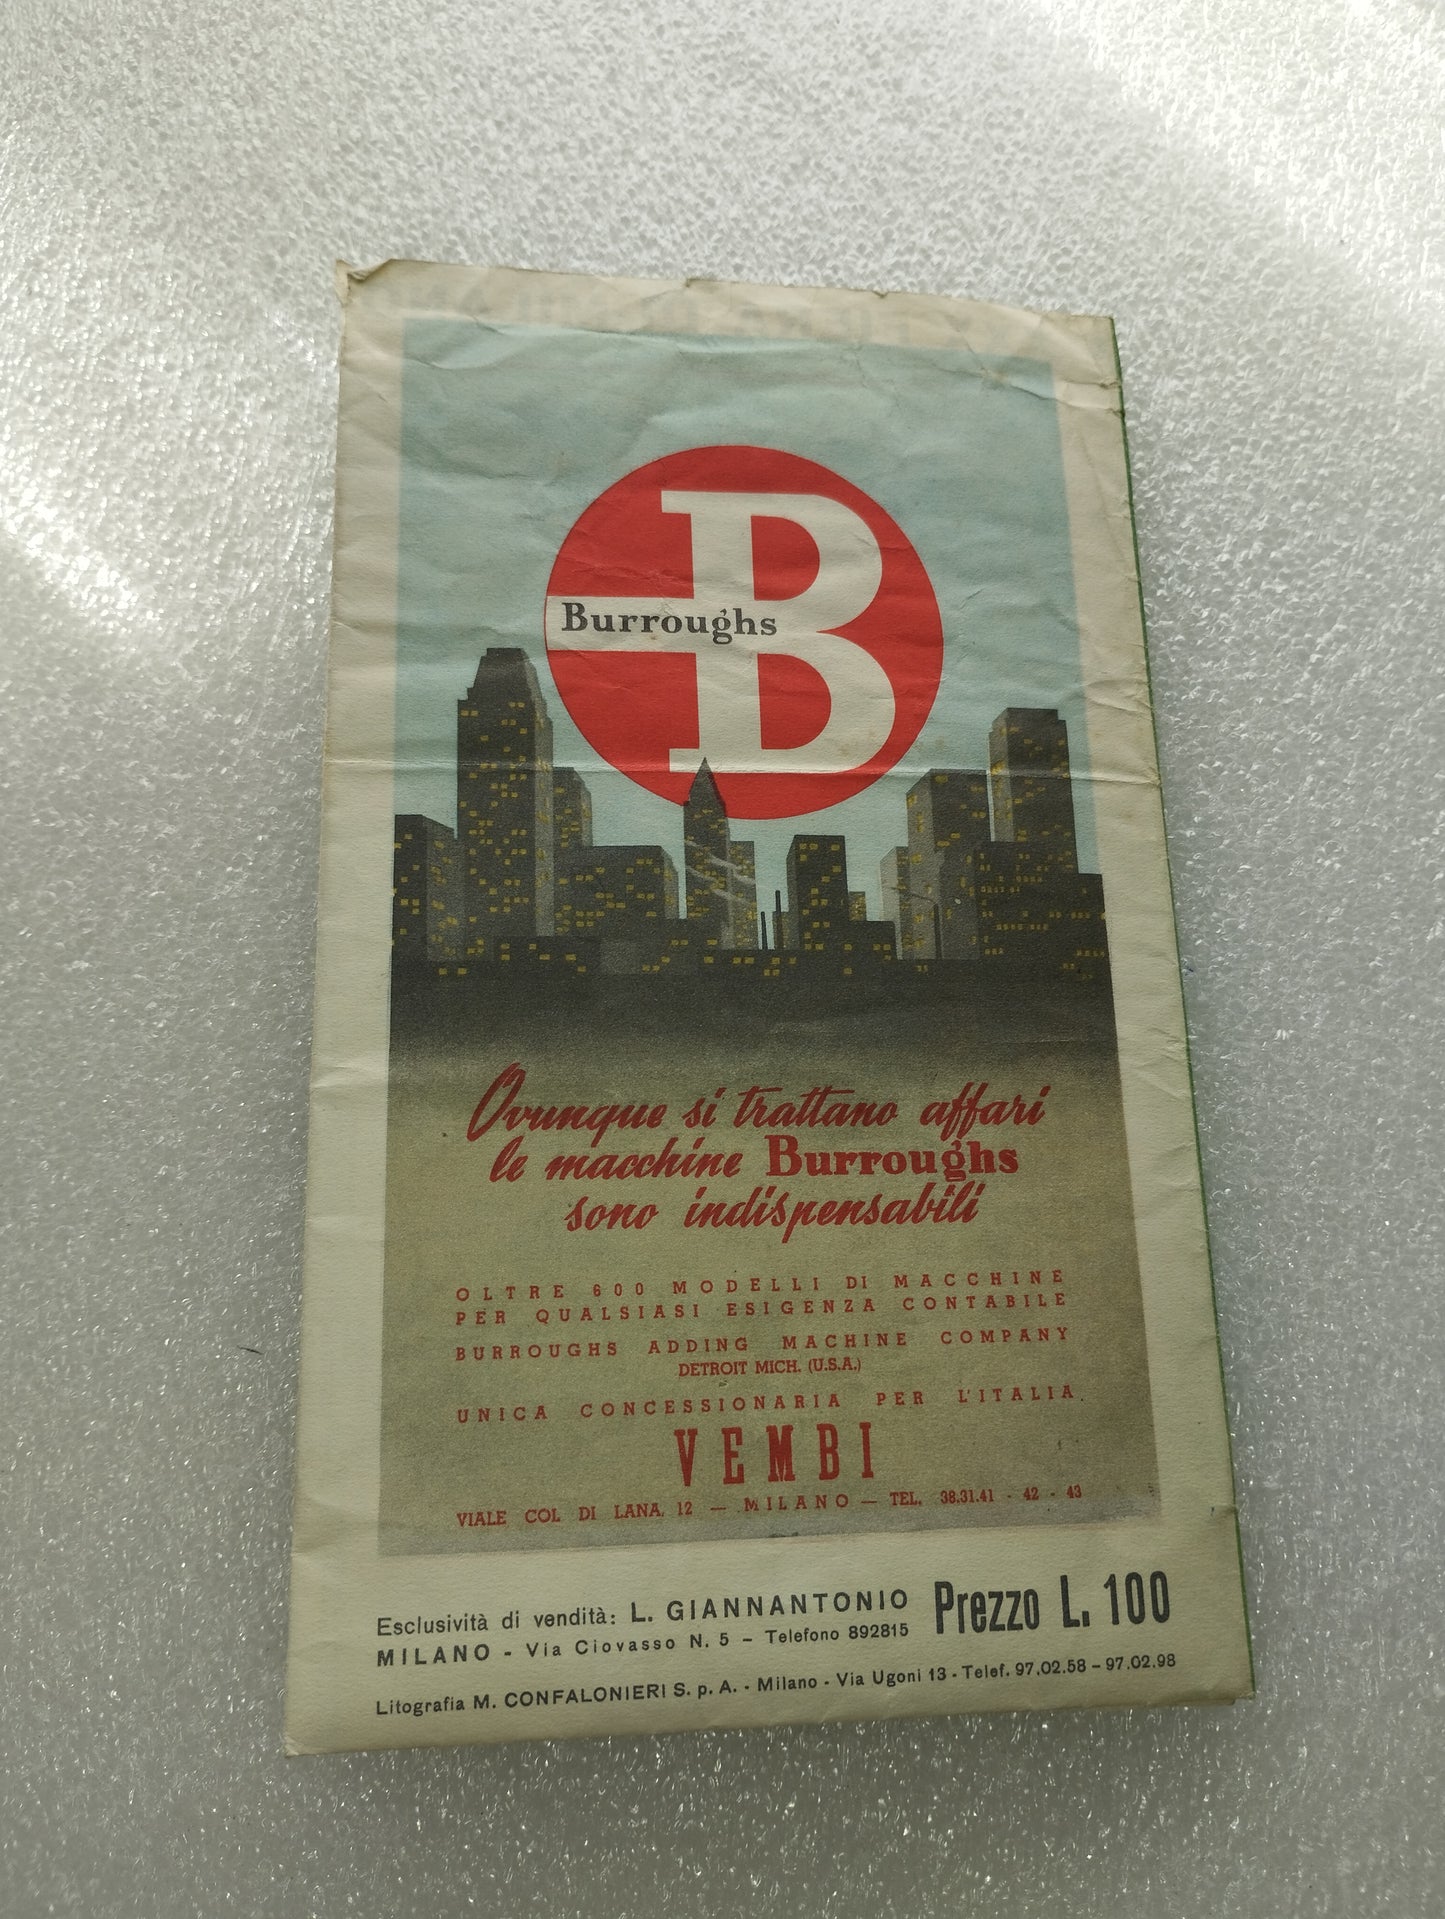 B
Burroughs
Ovunque si trattano affari
le macchine Burroughs
sono indispensabili
OLTRE 600 MODELLI DI MACCHINE
PER QUALSIASI ESIGENZA CONTABILE
BURROUGHS ADDING MACHINE COMPANY
DETROIT MICH. (U.S.A.)
UNICA CONCESSIONARIA PER L'ITALIA
VEMBI
VIALE COL DI LANA, 12 — MILANO — TEL. 38.31.41 - 42 - 43
Esclusività di vendità: L. GIANNANTONIO
MILANO - Via Ciovasso N. 5 - Telefono 892815
Prezzo L. 100
Litografia M. CONFALONIERI S. p. A. - Milano - Via Ugoni 13 - Telef. 97.02.58 - 97.02.98